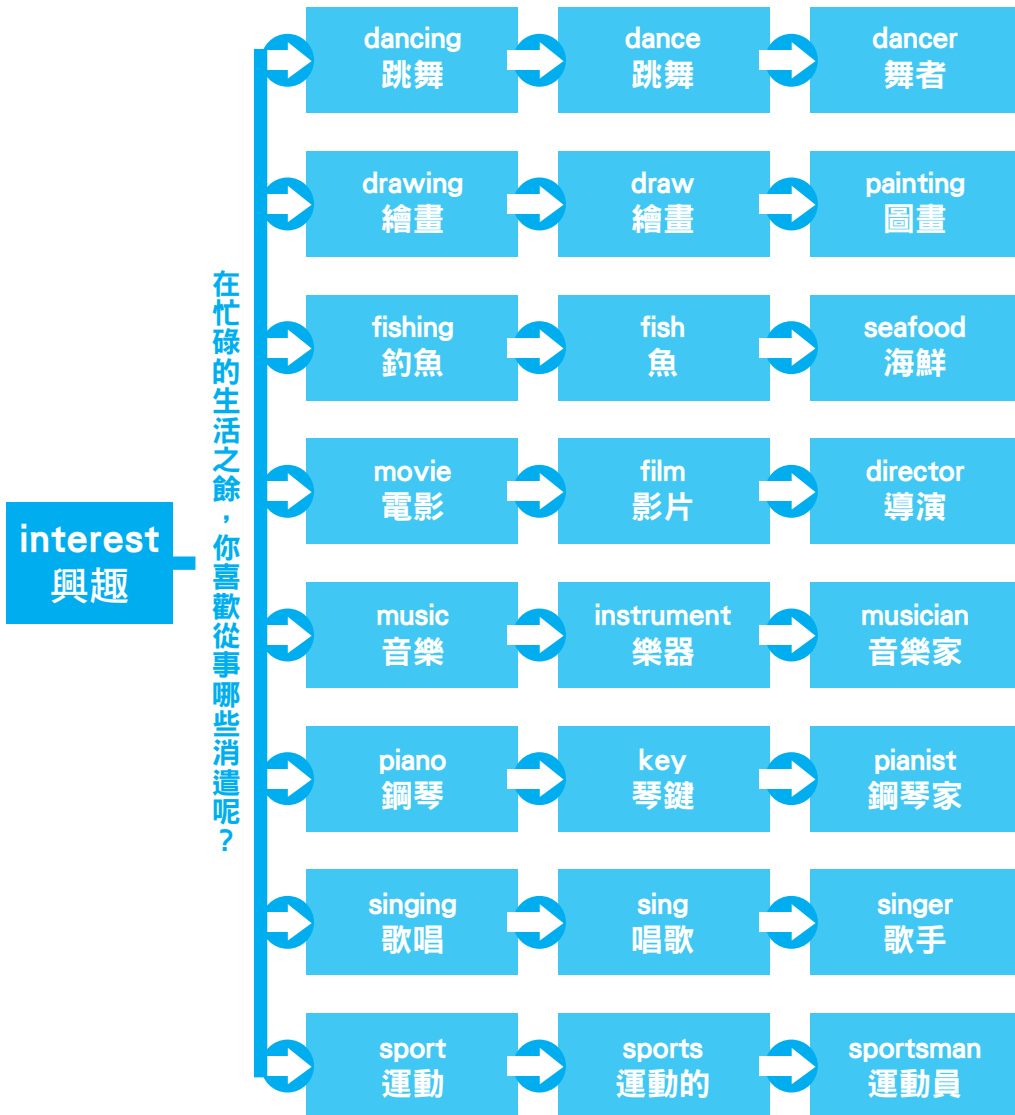 interest
興趣
在忙碌的生活之餘，你喜歡從事哪些消遣呢？
dancing
跳舞
dance
跳舞
dancer
舞者
drawing
繪畫
draw
繪畫
painting
圖畫
fishing
釣魚
fish
魚
seafood
海鮮
movie
電影
film
影片
director
導演
music
音樂
instrument
樂器
musician
音樂家
piano
鋼琴
key
琴鍵
pianist
鋼琴家
singing
歌唱
sing
唱歌
singer
歌手
sport
運動
sports
運動的
sportsman
運動員